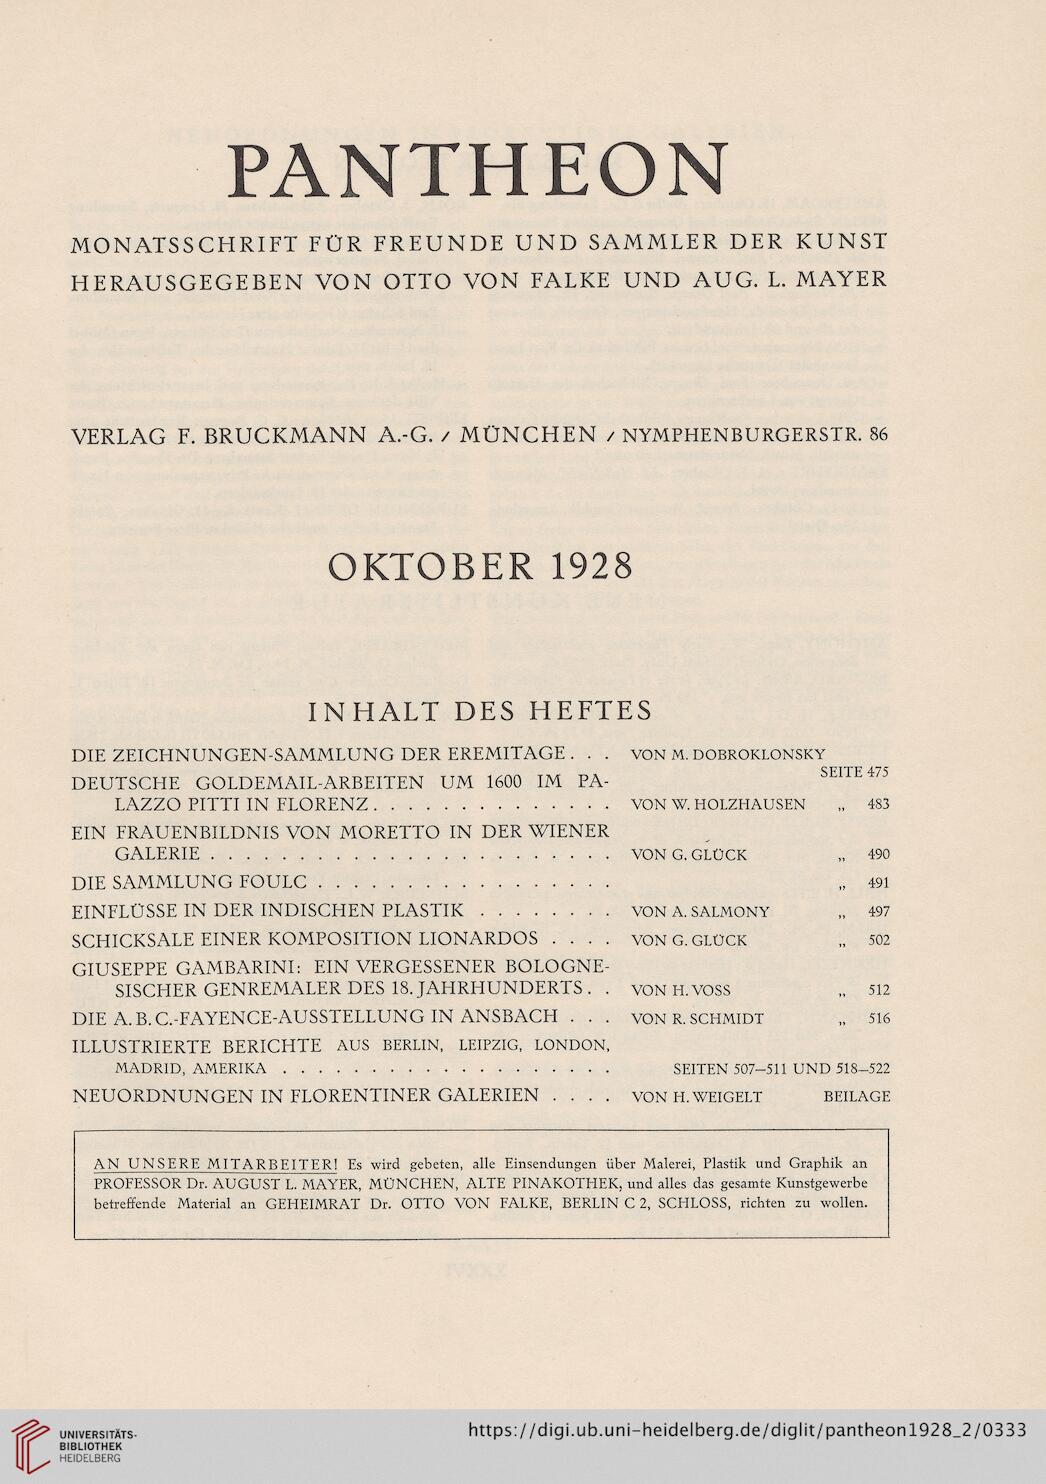 PANTHEON
MONATSSCHRIFT FÜR FREUNDE UND SAMMLER DER KUNST
HERAUSGEGEBEN VON OTTO VON FALKE UND AUG. L. MAYER
VERLAG F. BRUCKMANN A.-G. / MÜNCHEN / NYMPHENBURGERSTR. 86
OKTOBER 1928
INHALT DES HEFTES
DIE ZEICHNUNGEN-SAMMLUNG DER EREMITAGE . . . VON M. DOBROKLONSKY
SEITE 475
DEUTSCHE GOLDEMAIL-ARBEITEN UM 1600 IM PA-
LAZZO PITTI IN FLORENZ . . . . . . . . . . . . . . VON W. HOLZHAUSEN „ 483
EIN FRAUENBILDNIS VON MORETTO IN DER WIENER
GALERIE . . . . . . . . . . . . . . . . . . . . . . . VON G. GLÜCK „ 490
DIE SAMMLUNG FOULC . . . . . . . . . . . . . . . . . „ 491
EINFLÜSSE IN DER INDISCHEN PLASTIK . . . . . . . . VON A. SALMONY „ 497
SCHICKSALE EINER KOMPOSITION LIONARDOS . . . . VON G. GLÜCK „ 502
GIUSEPPE GAMBARINI: EIN VERGESSENER BOLOGNE-
SISCHER GENREMALER DES 18. JAHRHUNDERTS . . VON H. VOSS „ 512
DIE A. B. C.-FAYENCE-AUSSTELLUNG IN ANSBACH . . . VON R. SCHMIDT „ 516
ILLUSTRIERTE BERICHTE AUS BERLIN, LEIPZIG, LONDON,
MADRID, AMERIKA . . . . . . . . . . . . . . . . . . . SEITEN 507–511 UND 518–522
NEUORDNUNGEN IN FLORENTINER GALERIEN . . . . VON H. WEIGELT BEILAGE
AN UNSERE MITARBEITER! Es wird gebeten, alle Einsendungen über Malerei, Plastik und Graphik an
PROFESSOR Dr. AUGUST L. MAYER, MÜNCHEN, ALTE PINAKOTHEK, und alles das gesamte Kunstgewerbe
betreffende Material an GEHEIMRAT Dr. OTTO VON FALKE, BERLIN C 2, SCHLOSS, richten zu wollen.
UNIVERSITÄTS-
BIBLIOTHEK
HEIDELBERG
https://digi.ub.uni-heidelberg.de/diglit/pantheon1928_2/0333